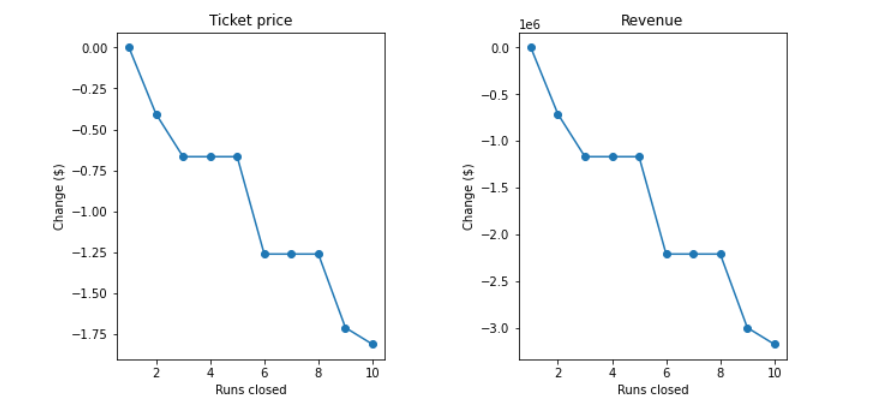 Ticket price
0.00
−0.25
−0.50
−0.75
−1.00
−1.25
−1.50
−1.75
Change ($)
2 4 6 8 10
Runs closed
Revenue
1e6
0.0
−0.5
−1.0
−1.5
−2.0
−2.5
−3.0
Change ($)
2 4 6 8 10
Runs closed